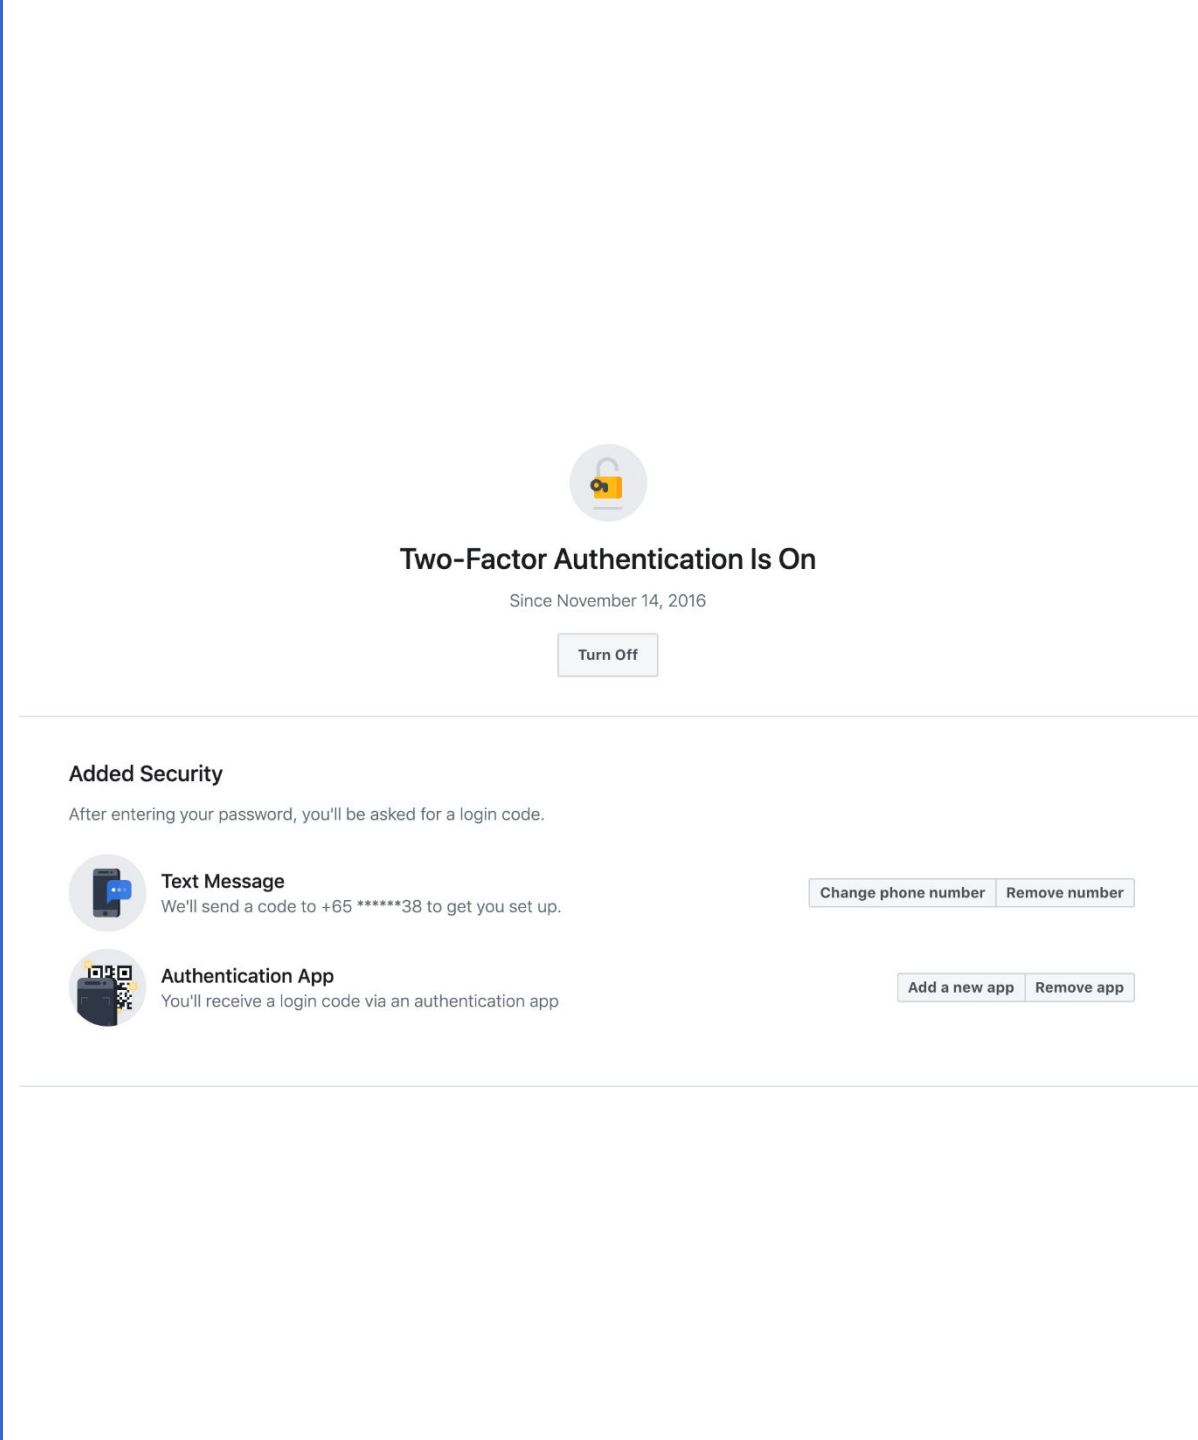 Two-Factor Authentication Is On
Since November 14, 2016
Turn Off
Added Security
After entering your password, you'll be asked for a login code.
Text Message
We'll send a code to +65 ******38 to get you set up.
Change phone number
Remove number
Authentication App
You'll receive a login code via an authentication app
Add a new app
Remove app